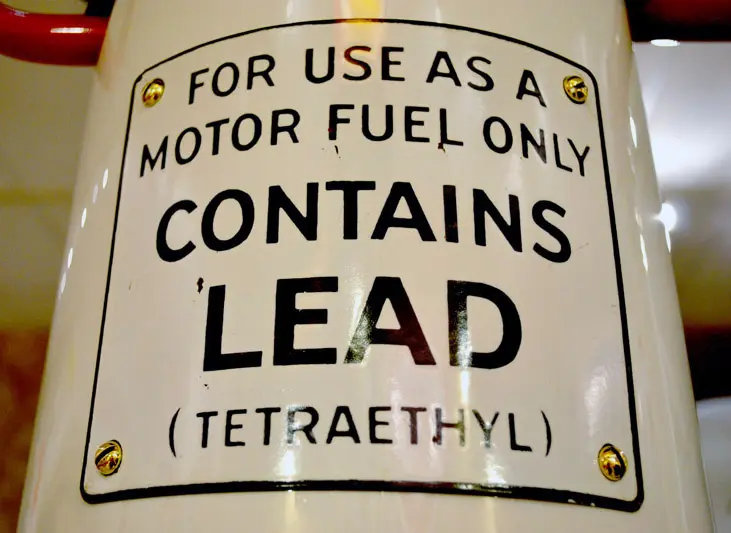 FOR USE AS A
MOTOR FUEL ONLY
CONTAINS
LEAD
(TETRAETHYL)